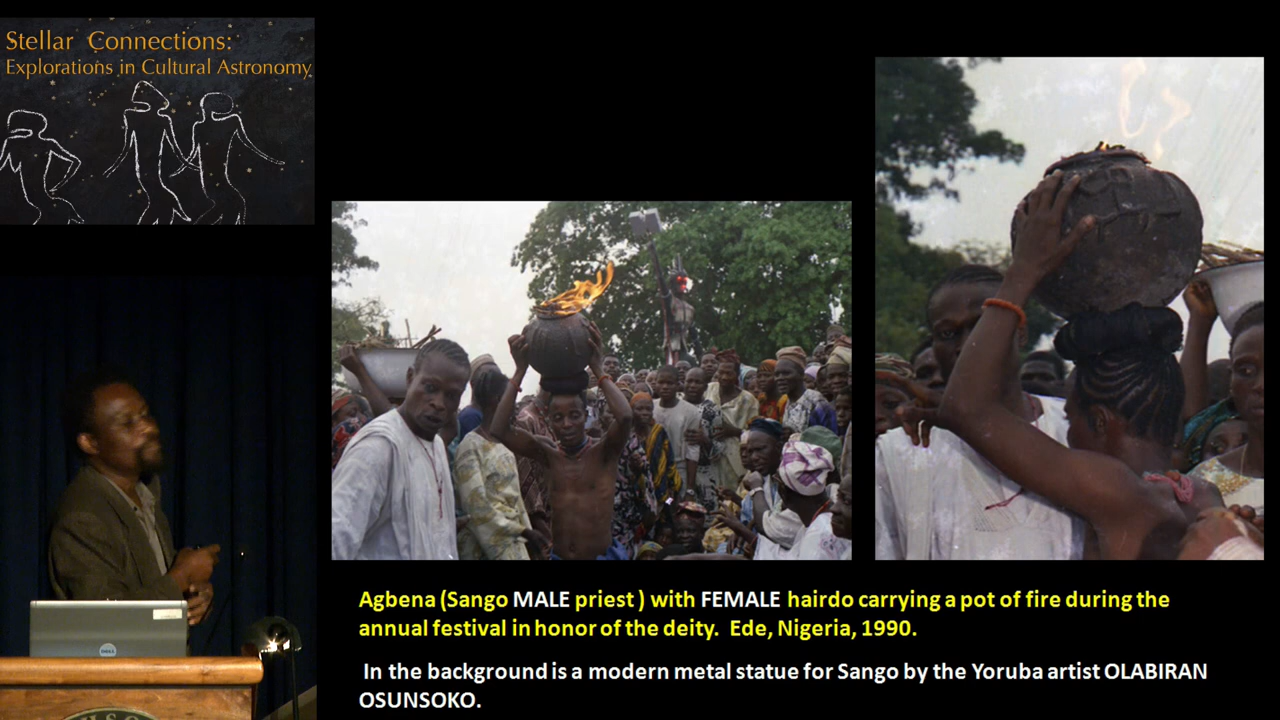 Stellar Connections:
Explorations in Cultural Astronomy
Agbena (Sango MALE priest ) with FEMALE hairdo carrying a pot of fire during the
annual festival in honor of the deity.  Ede, Nigeria, 1990.
In the background is a modern metal statue for Sango by the Yoruba artist OLABIRAN
OSUNSOKO.
DELL